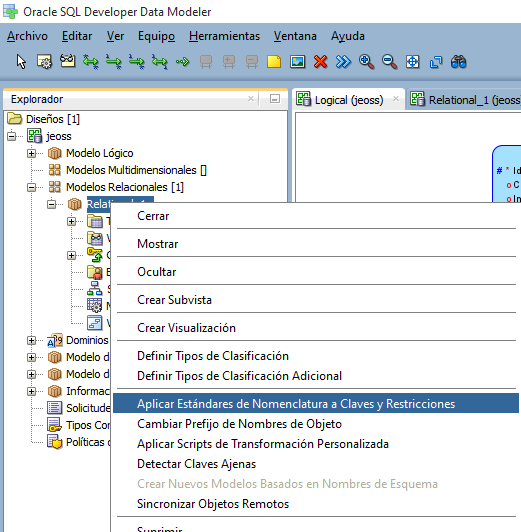 Oracle SQL Developer Data Modeler
Archivo Editar Ver Equipo Herramientas Ventana Ayuda
Explorador
Logical (jeoss)
Relational_1 (jeoss
Diseños [1]
jeoss
Modelo Lógico
Modelos Multidimensionales []
Modelos Relacionales [1]
# * Id
o C
o In
Cerrar
Mostrar
Ocultar
Crear Subvista
Crear Visualización
Dominios
Definir Tipos de Clasificación
Modelo d
Modelo d
Definir Tipos de Clasificación Adicional
Informac
Aplicar Estándares de Nomenclatura a Claves y Restricciones
Solicitude
Cambiar Prefijo de Nombres de Objeto
Tipos Con
Aplicar Scripts de Transformación Personalizada
Políticas d
Detectar Claves Ajenas
Crear Nuevos Modelos Basados en Nombres de Esquema
Sincronizar Objetos Remotos